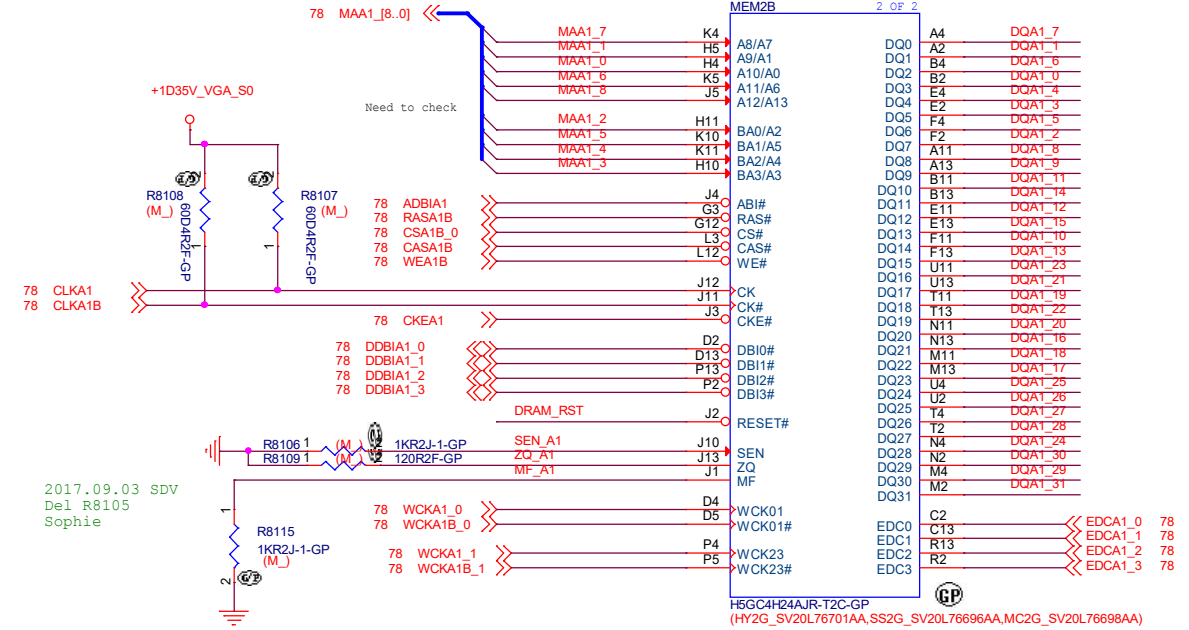 MEM2B 2 OF 2
78 MAA1_[8..0]
MAA1_7 K4 A8/A7
MAA1_1 H5 A9/A1
MAA1_0 H4 A10/A0
MAA1_6 K5 A11/A6
MAA1_8 J5 A12/A13
Need to check
MAA1_2 H11 BA0/A2
MAA1_5 K10 BA1/A5
MAA1_4 K11 BA2/A4
MAA1_3 H10 BA3/A3
+1D35V_VGA_S0
R8108
(M_)
60D4R2F-GP
2
1
R8107
(M_)
60D4R2F-GP
2
1
78 ADBIA1 J4 ABI#
78 RASA1B G3 RAS#
78 CSA1B_0 G12 CS#
78 CASA1B L3 CAS#
78 WEA1B L12 WE#
78 CLKA1 J12 CK
78 CLKA1B J11 CK#
78 CKEA1 J3 CKE#
78 DDBIA1_0 D2 DBI0#
78 DDBIA1_1 D13 DBI1#
78 DDBIA1_2 P13 DBI2#
78 DDBIA1_3 P2 DBI3#
DRAM_RST J2 RESET#
R8106 1 (M_) 2 1KR2J-1-GP SEN_A1 J10 SEN
R8109 1 (M_) 2 120R2F-GP ZQ_A1 J13 ZQ
MF_A1 J1 MF
2017.09.03 SDV
Del R8105
Sophie
1
R8115
1KR2J-1-GP
(M_)
2
G/P
78 WCKA1_0 D4 WCK01
78 WCKA1B_0 D5 WCK01#
78 WCKA1_1 P4 WCK23
78 WCKA1B_1 P5 WCK23#
DQ0 A4 DQA1_7
DQ1 A2 DQA1_1
DQ2 B4 DQA1_6
DQ3 B2 DQA1_0
DQ4 E4 DQA1_4
DQ5 E2 DQA1_3
DQ6 F4 DQA1_5
DQ7 F2 DQA1_2
DQ8 A11 DQA1_8
DQ9 A13 DQA1_9
DQ10 B11 DQA1_11
DQ11 B13 DQA1_14
DQ12 E11 DQA1_12
DQ13 E13 DQA1_15
DQ14 F11 DQA1_10
DQ15 F13 DQA1_13
DQ16 U11 DQA1_23
DQ17 U13 DQA1_21
DQ18 T11 DQA1_19
DQ19 T13 DQA1_22
DQ20 N11 DQA1_20
DQ21 N13 DQA1_16
DQ22 M11 DQA1_18
DQ23 M13 DQA1_17
DQ24 U4 DQA1_25
DQ25 U2 DQA1_26
DQ26 T4 DQA1_27
DQ27 T2 DQA1_28
DQ28 N4 DQA1_24
DQ29 N2 DQA1_30
DQ30 M4 DQA1_29
DQ31 M2 DQA1_31
EDC0 C2 EDCA1_0 78
EDC1 C13 EDCA1_1 78
EDC2 R13 EDCA1_2 78
EDC3 R2 EDCA1_3 78
GP
H5GC4H24AJR-T2C-GP
(HY2G_SV20L76701AA,SS2G_SV20L76696AA,MC2G_SV20L76698AA)